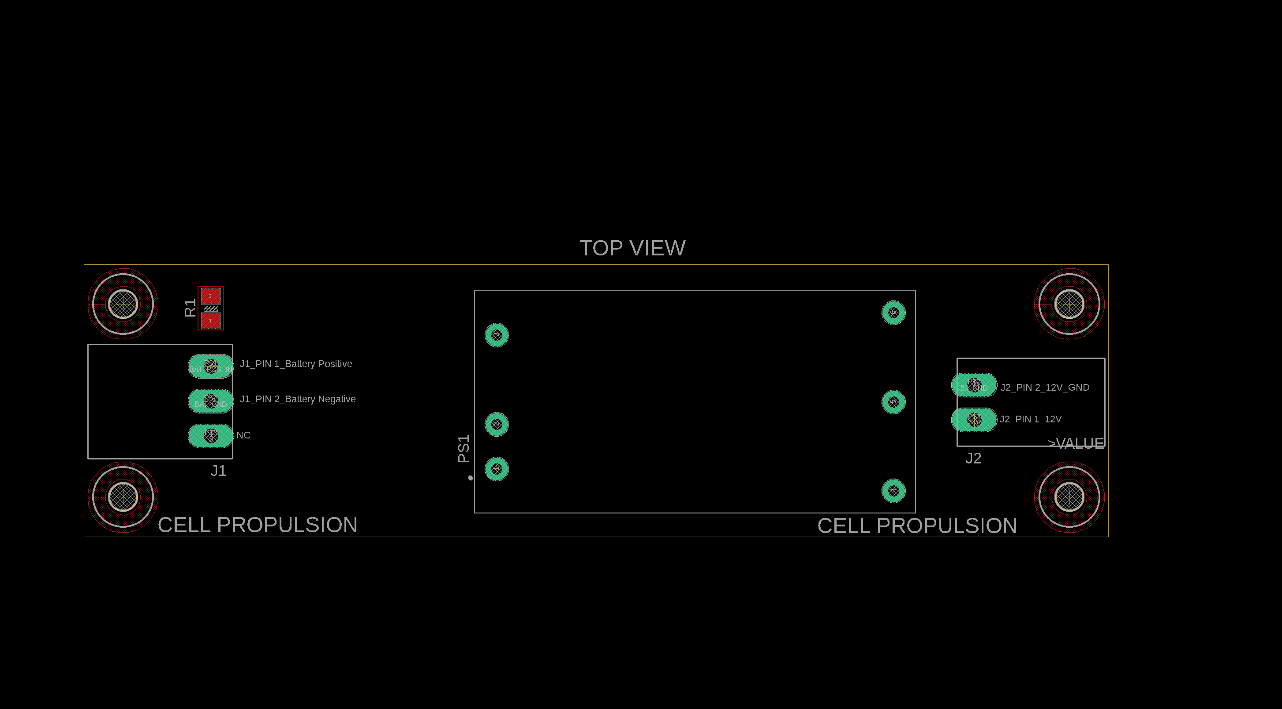 TOP VIEW
R1
J1_PIN 1_Battery Positive
J1_PIN 2_Battery Negative
NC
J1
PS1
J2_PIN 2_12V_GND
J2_PIN 1_12V
>VALUE
J2
CELL PROPULSION
CELL PROPULSION